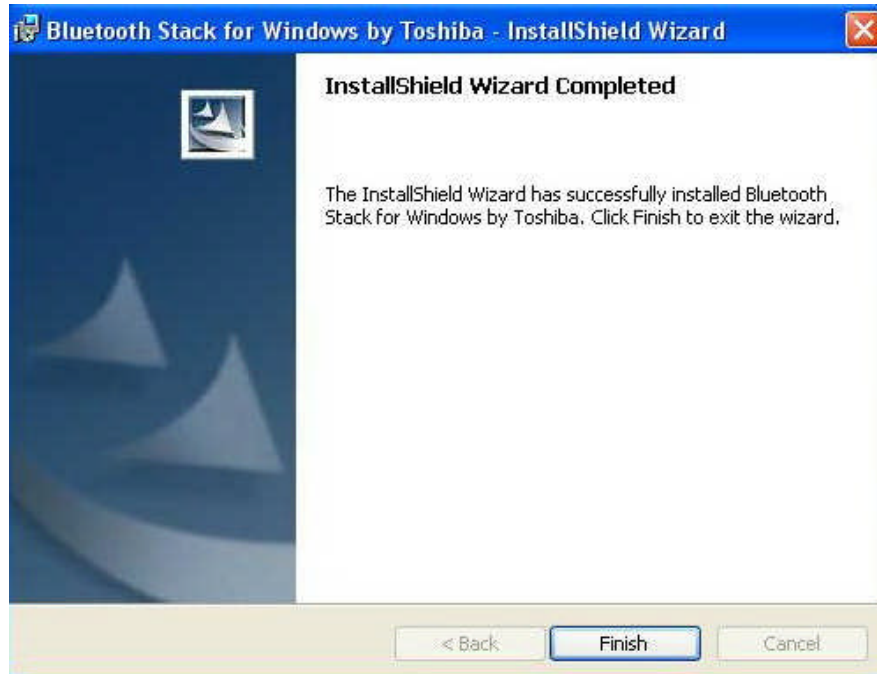 Bluetooth Stack for Windows by Toshiba - InstallShield Wizard
InstallShield Wizard Completed
The InstallShield Wizard has successfully installed Bluetooth
Stack for Windows by Toshiba. Click Finish to exit the wizard.
< Back Finish Cancel